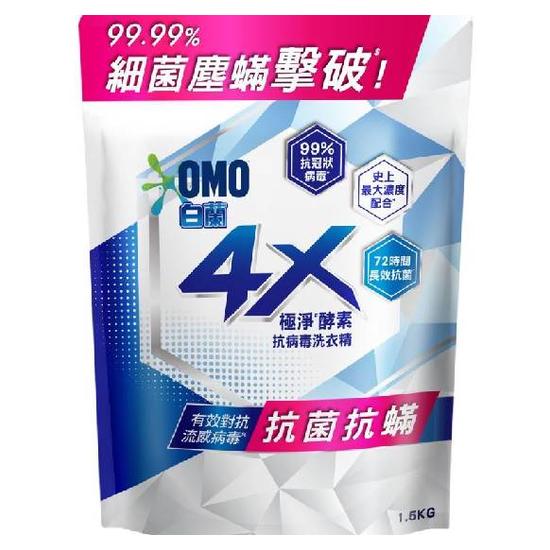 99.99%
細菌塵蟎擊破$!
OMO
白蘭
99%
抗冠狀
病毒*
史上
最大濃度
配合^
72時間
長效抗菌#
4X
極淨*酵素
抗病毒洗衣精
有效對抗
流感病毒
抗菌抗蟎
1.5KG